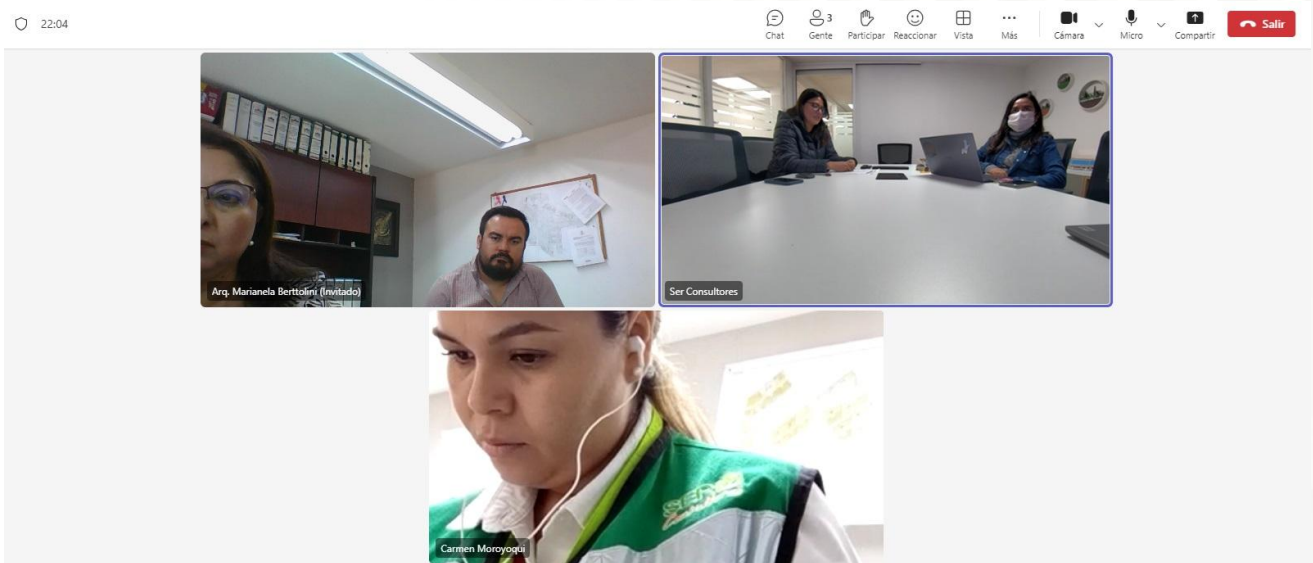 22:04
Chat
3
Gente
Participar
Reaccionar
Vista
Más
Cámara
Micro
Compartir
Salir
Arq. Marianela Berttolini (Invitado)
Ser Consultores
Carmen Moroyoqui
SER